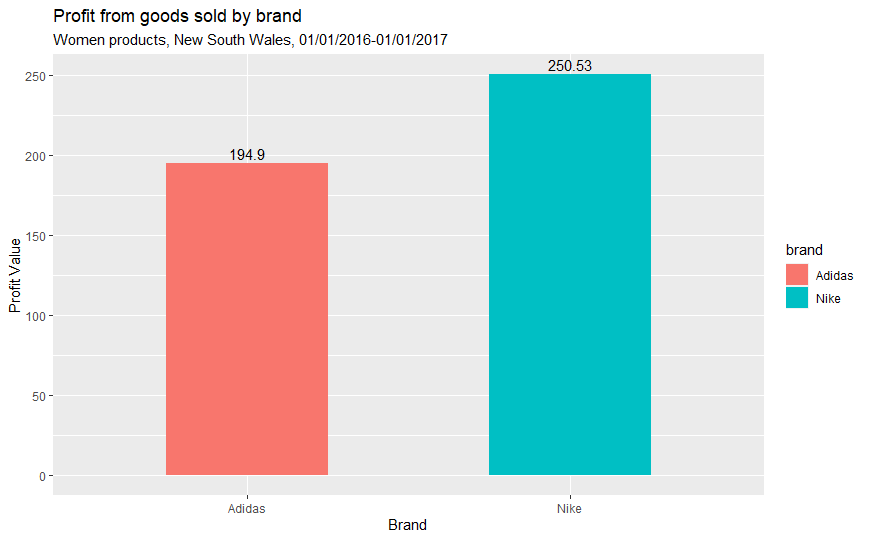 Profit from goods sold by brand
Women products, New South Wales, 01/01/2016-01/01/2017
250.53
250
194.9
200
150
100
50
0
Profit Value
Adidas
Nike
Brand
brand
Adidas
Nike